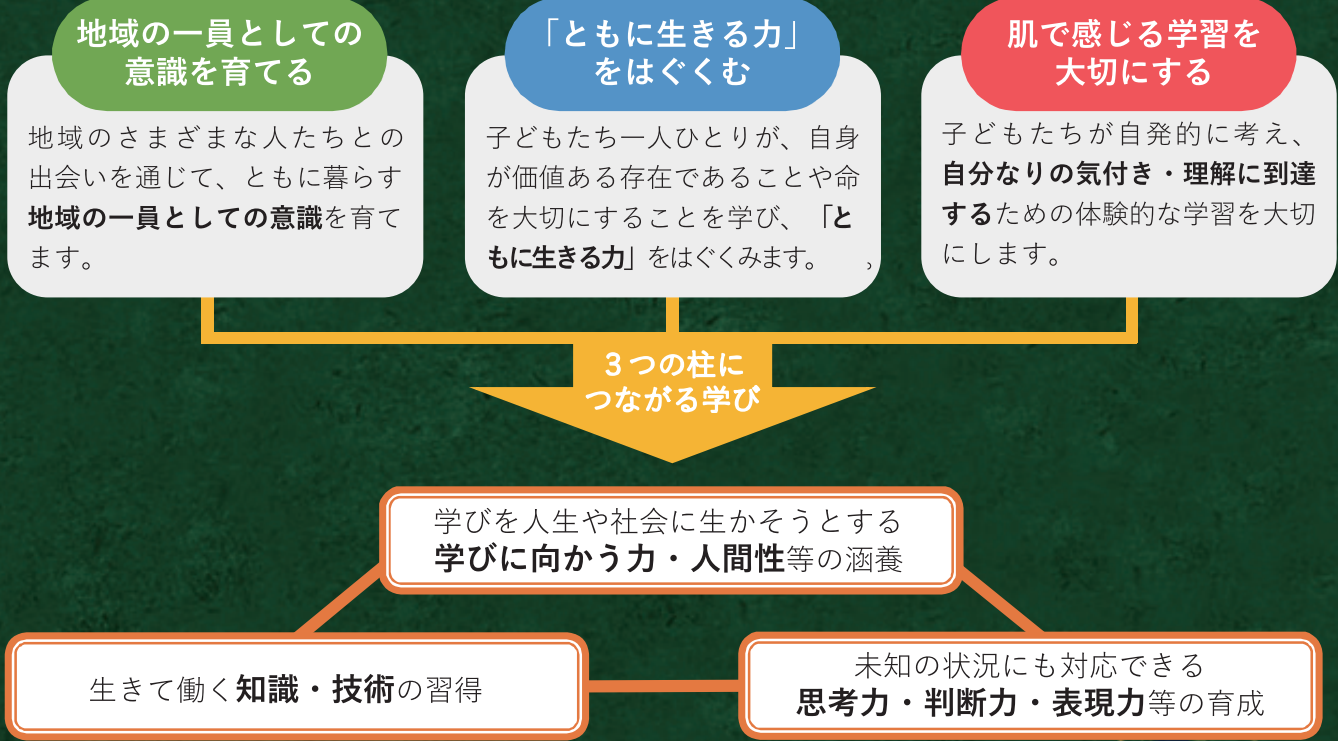 地域の一員としての
意識を育てる
地域のさまざまな人たちとの
出会いを通じて、ともに暮らす
地域の一員としての意識を育て
ます。
「ともに生きる力」
をはぐくむ
子どもたち一人ひとりが、自身
が価値ある存在であることや命
を大切にすることを学び、「と
もに生きる力」をはぐくみます。　、
肌で感じる学習を
大切にする
子どもたちが自発的に考え、
自分なりの気付き・理解に到達
するための体験的な学習を大切
にします。
３つの柱に
つながる学び
学びを人生や社会に生かそうとする
学びに向かう力・人間性等の涵養
生きて働く知識・技術の習得
未知の状況にも対応できる
思考力・判断力・表現力等の育成